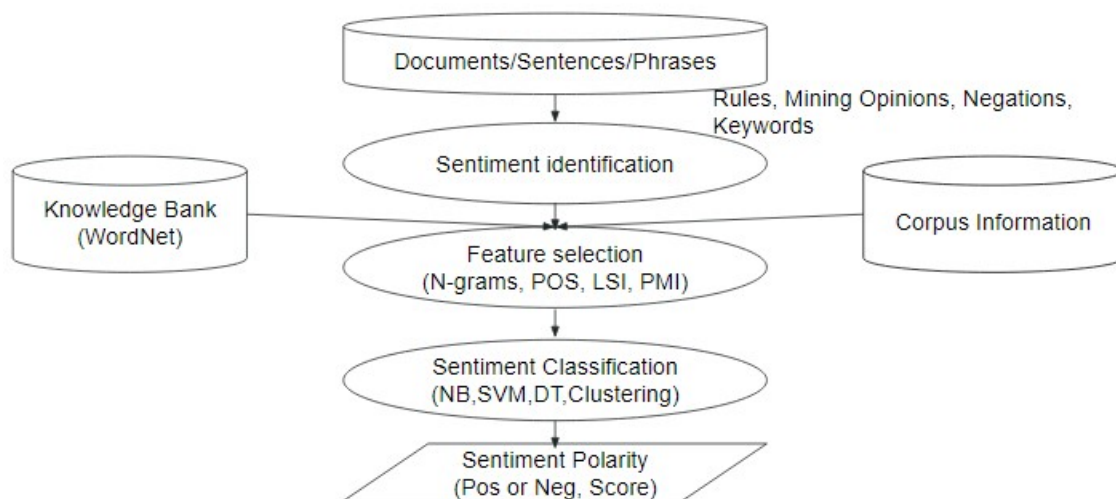 Documents/Sentences/Phrases
Rules, Mining Opinions, Negations,
Keywords
Sentiment identification
Knowledge Bank
(WordNet)
Corpus Information
Feature selection
(N-grams, POS, LSI, PMI)
Sentiment Classification
(NB,SVM,DT,Clustering)
Sentiment Polarity
(Pos or Neg, Score)